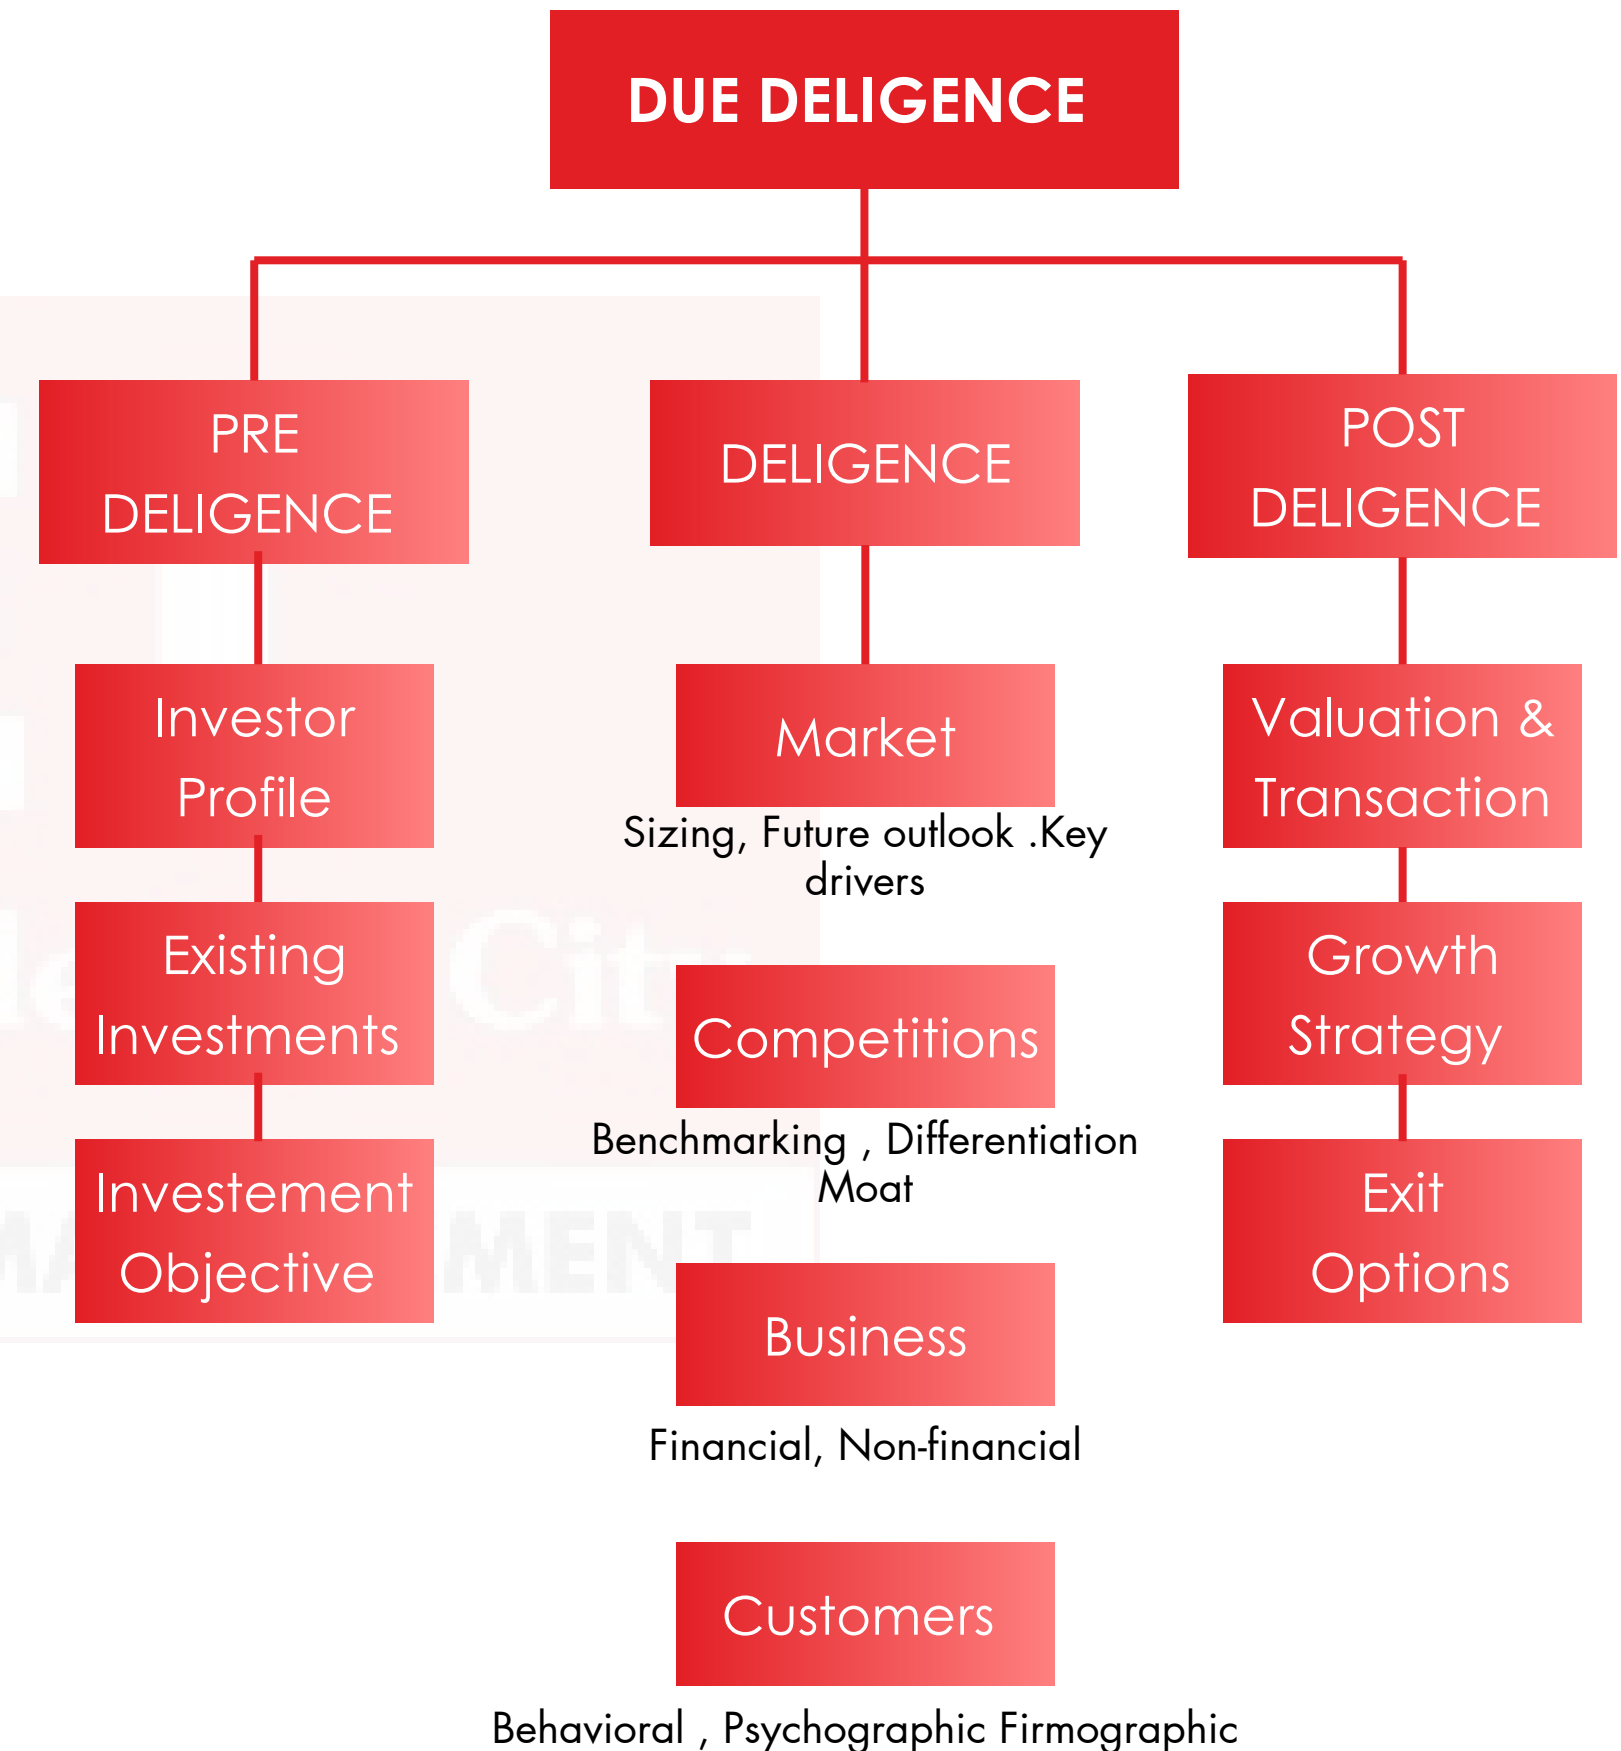 DUE DELIGENCE
PRE
DELIGENCE
Investor
Profile
Existing
Investments
Investement
Objective
DELIGENCE
Market
Sizing, Future outlook .Key
drivers
Competitions
Benchmarking , Differentiation
Moat
Business
Financial, Non-financial
Customers
Behavioral , Psychographic Firmographic
POST
DELIGENCE
Valuation &
Transaction
Growth
Strategy
Exit
Options
City